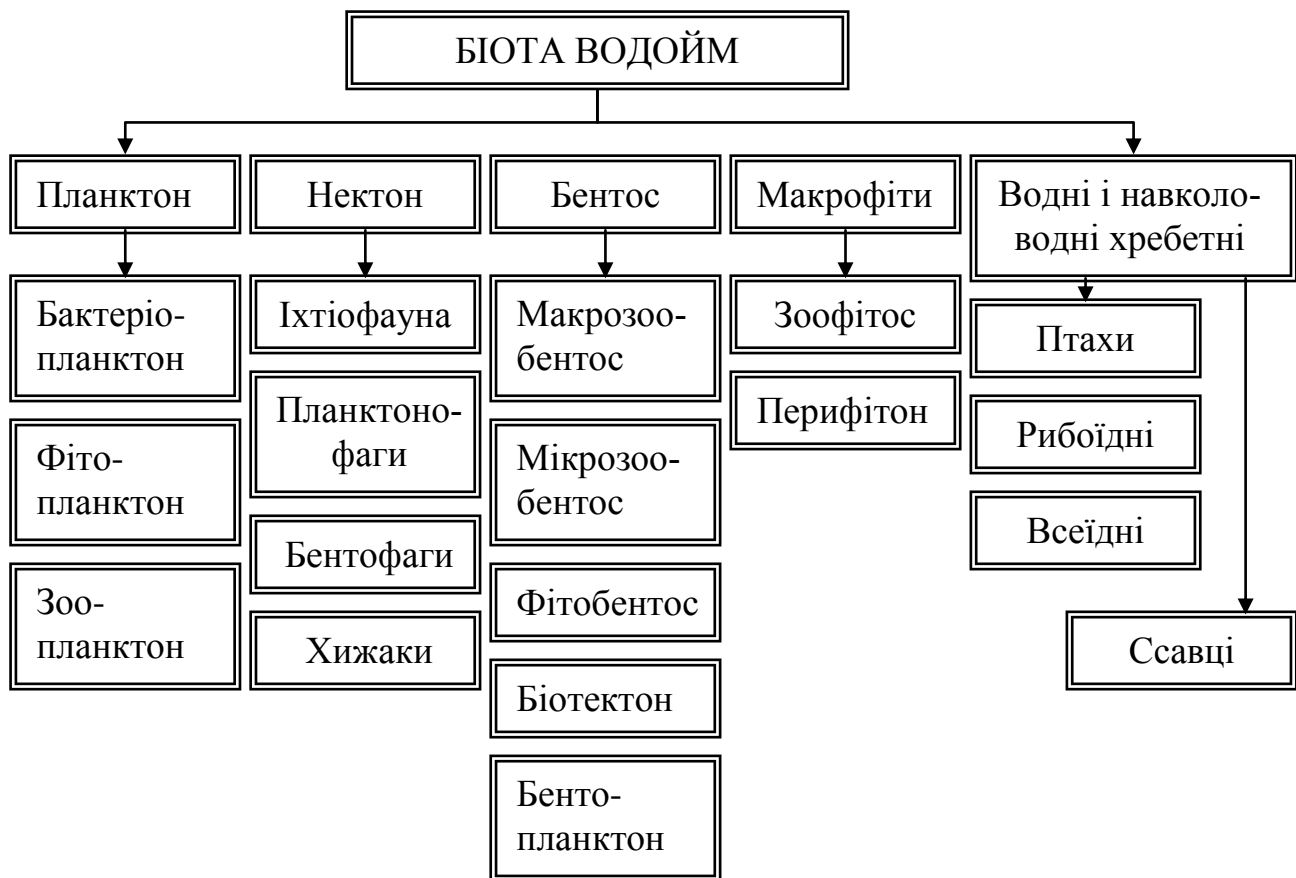 БІОТА ВОДОЙМ
Планктон
Нектон
Бентос
Макрофіти
Водні і навколо-
водні хребетні
Бактеріо-
планктон
Фіто-
планктон
Зоо-
планктон
Іхтіофауна
Планктоно-
фаги
Бентофаги
Хижаки
Макрозоо-
бентос
Мікрозоо-
бентос
Фітобентос
Біотектон
Бенто-
планктон
Зоофітос
Перифітон
Птахи
Рибоїдні
Всеїдні
Ссавці